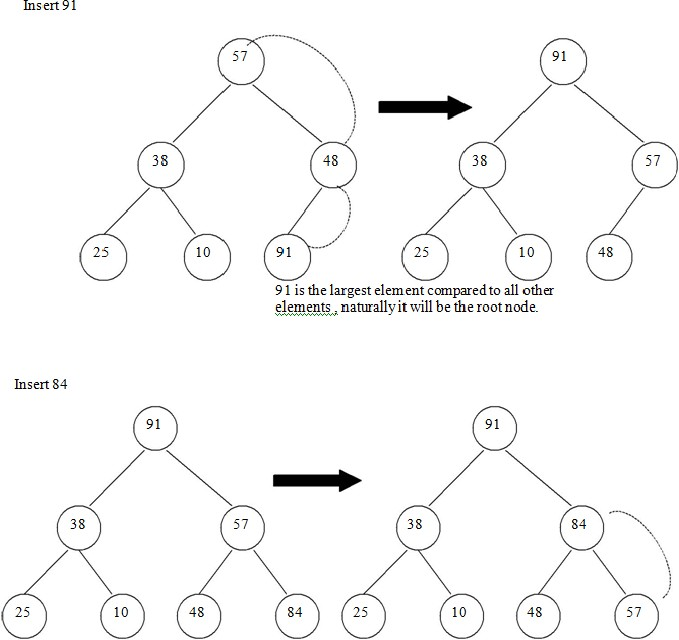 Insert 91
57 91
38 48 38 57
25 10 91 25 10 48
91 is the largest element compared to all other
elements , naturally it will be the root node.
Insert 84
91 91
38 57 38 84
25 10 48 84 25 10 48 57